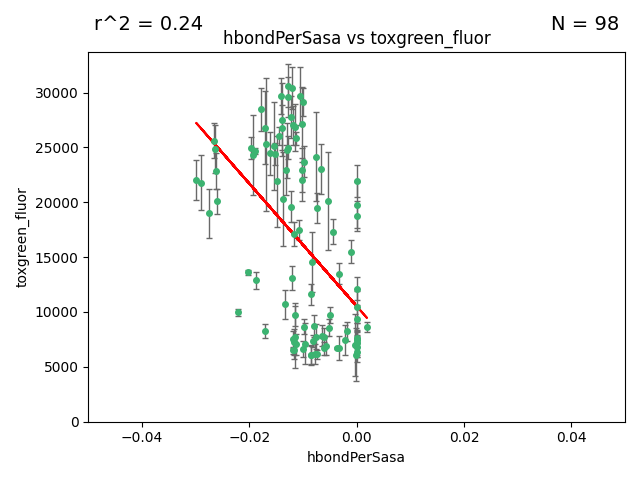 r^2 = 0.24
N = 98
hbondPerSasa vs toxgreen_fluor
30000
25000
20000
15000
10000
5000
0
toxgreen_fluor
−0.04
−0.02
0.00
0.02
0.04
hbondPerSasa